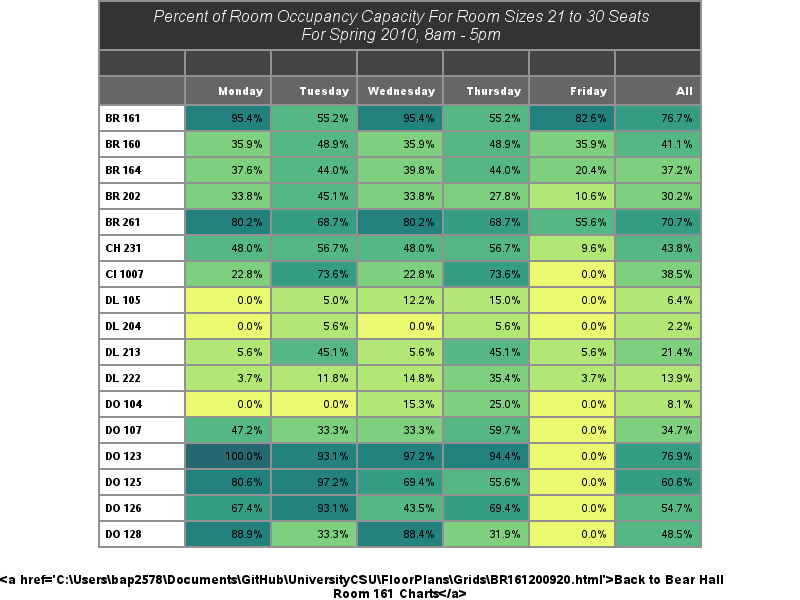 Percent of Room Occupancy Capacity For Room Sizes 21 to 30 Seats
For Spring 2010, 8am - 5pm
Monday Tuesday Wednesday Thursday Friday All
BR 161 95.4% 55.2% 95.4% 55.2% 82.6% 76.7%
BR 160 35.9% 48.9% 35.9% 48.9% 35.9% 41.1%
BR 164 37.6% 44.0% 39.8% 44.0% 20.4% 37.2%
BR 202 33.8% 45.1% 33.8% 27.8% 10.6% 30.2%
BR 261 80.2% 68.7% 80.2% 68.7% 55.6% 70.7%
CH 231 48.0% 56.7% 48.0% 56.7% 9.6% 43.8%
CI 1007 22.8% 73.6% 22.8% 73.6% 0.0% 38.5%
DL 105 0.0% 5.0% 12.2% 15.0% 0.0% 6.4%
DL 204 0.0% 5.6% 0.0% 5.6% 0.0% 2.2%
DL 213 5.6% 45.1% 5.6% 45.1% 5.6% 21.4%
DL 222 3.7% 11.8% 14.8% 35.4% 3.7% 13.9%
DO 104 0.0% 0.0% 15.3% 25.0% 0.0% 8.1%
DO 107 47.2% 33.3% 33.3% 59.7% 0.0% 34.7%
DO 123 100.0% 93.1% 97.2% 94.4% 0.0% 76.9%
DO 125 80.6% 97.2% 69.4% 55.6% 0.0% 60.6%
DO 126 67.4% 93.1% 43.5% 69.4% 0.0% 54.7%
DO 128 88.9% 33.3% 88.4% 31.9% 0.0% 48.5%
<a href='C:\Users\bap2578\Documents\GitHub\UniversityCSU\FloorPlans\Grids\BR161200920.html'>Back to Bear Hall
Room 161 Charts</a>